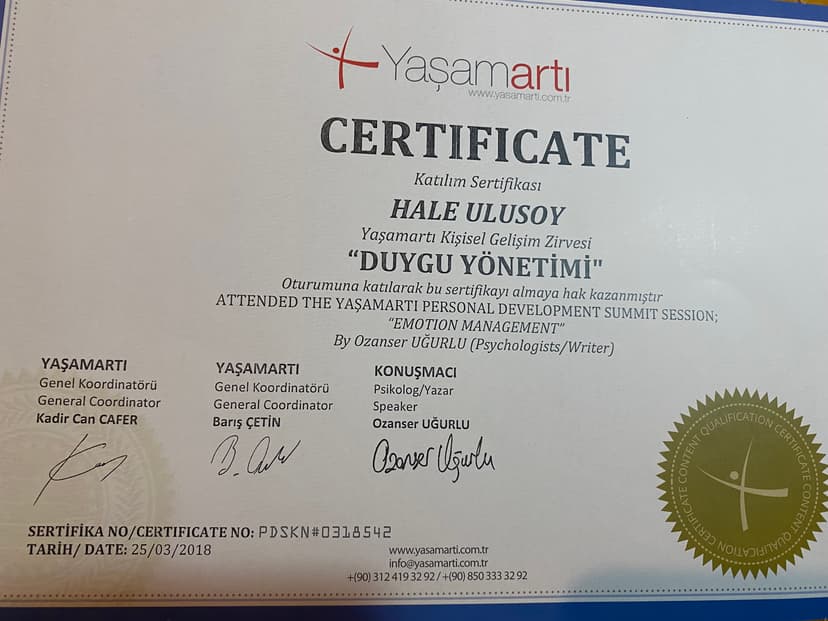 Yaşamartı
www.yasamarti.com.tr
CERTIFICATE
Katılım Sertifikası
HALE ULUSOY
Yaşamartı Kişisel Gelişim Zirvesi
“DUYGU YÖNETİMİ"
Oturumuna katılarak bu sertifikayı almaya hak kazanmıştır
ATTENDED THE YAŞAMARTI PERSONAL DEVELOPMENT SUMMIT SESSION;
“EMOTION MANAGEMENT”
By Ozanser UĞURLU (Psychologists/Writer)
YAŞAMARTI
Genel Koordinatörü
General Coordinator
Kadir Can CAFER
YAŞAMARTI
Genel Koordinatörü
General Coordinator
Barış ÇETİN
B.
KONUŞMACI
Psikolog/Yazar
Speaker
Ozanser UĞURLU
Ozanser Uğurlu
CERTIFICATE CONTENT QUALIFICATION CERTIFICATE CONTENT QUALIFICATION
SERTİFİKA NO/CERTIFICATE NO: PDSKN#0318542
TARİH/ DATE: 25/03/2018
www.yasamarti.com.tr
info@yasamarti.com.tr
+(90) 312 419 32 92 / +(90) 850 333 32 92